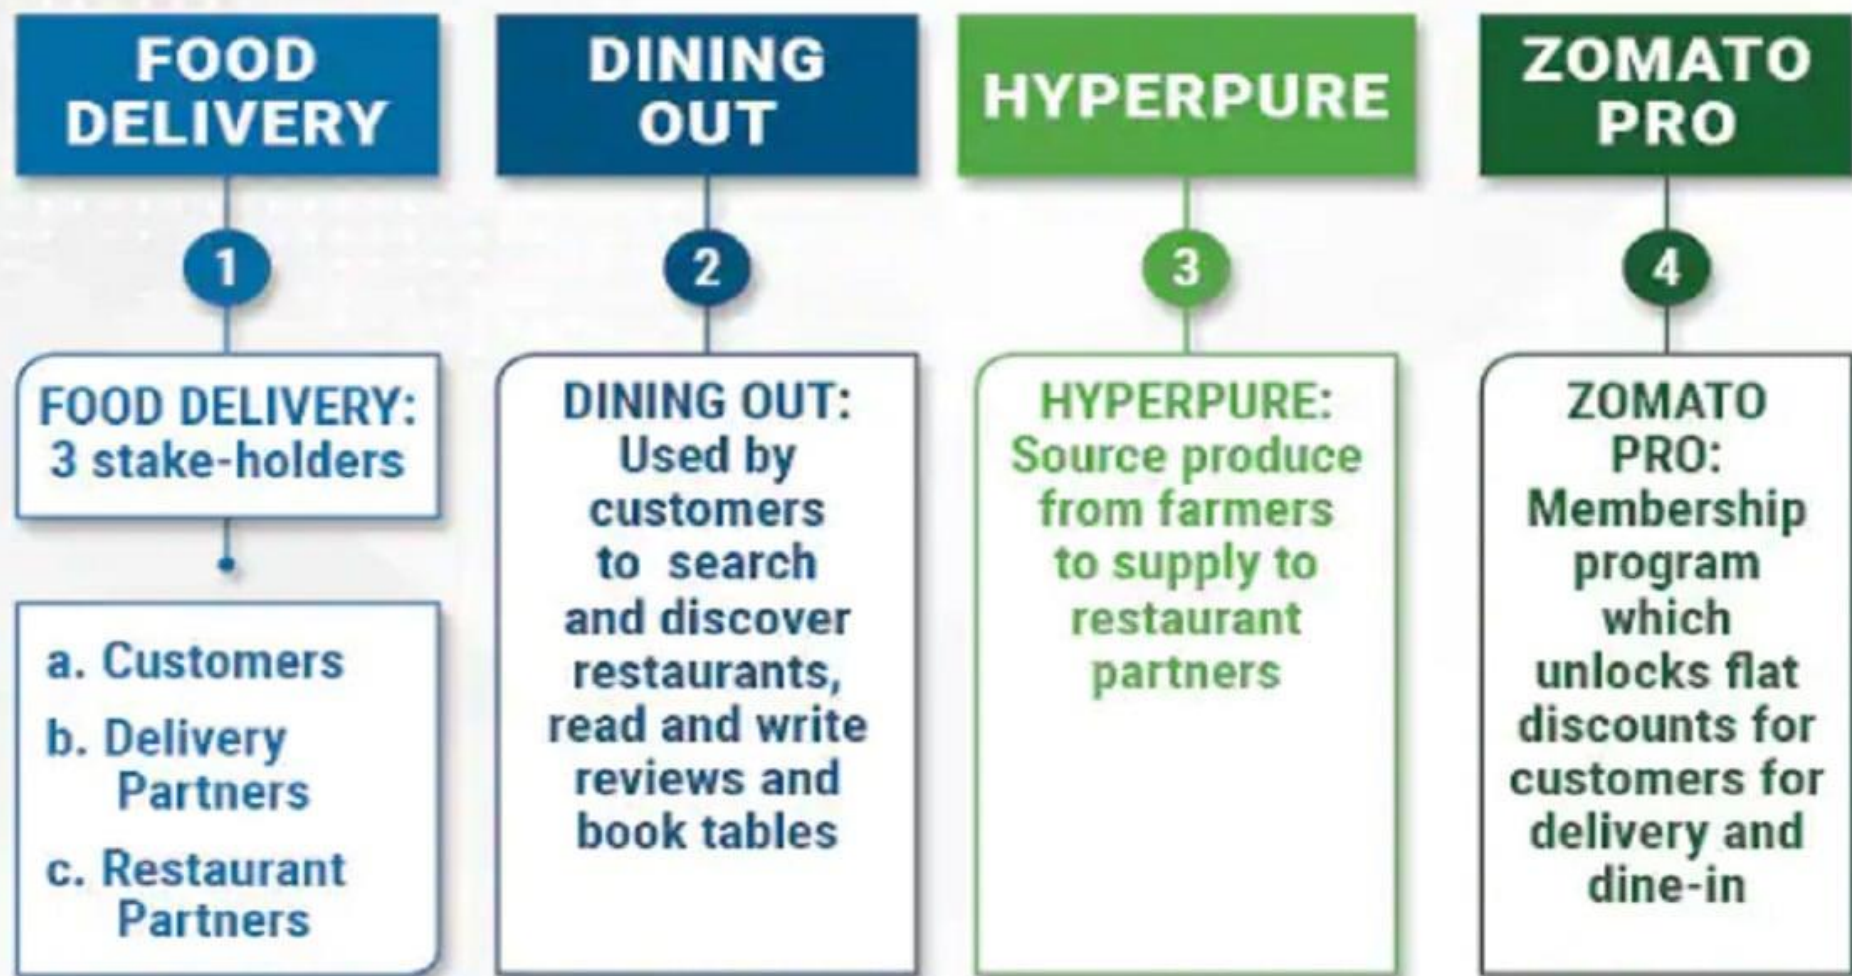 FOOD
DELIVERY
1
FOOD DELIVERY:
3 stake-holders
a. Customers
b. Delivery
Partners
c. Restaurant
Partners
DINING
OUT
2
DINING OUT:
Used by
customers
to search
and discover
restaurants,
read and write
reviews and
book tables
HYPERPURE
3
HYPERPURE:
Source produce
from farmers
to supply to
restaurant
partners
ZOMATO
PRO
4
ZOMATO
PRO:
Membership
program
which
unlocks flat
discounts for
customers for
delivery and
dine-in